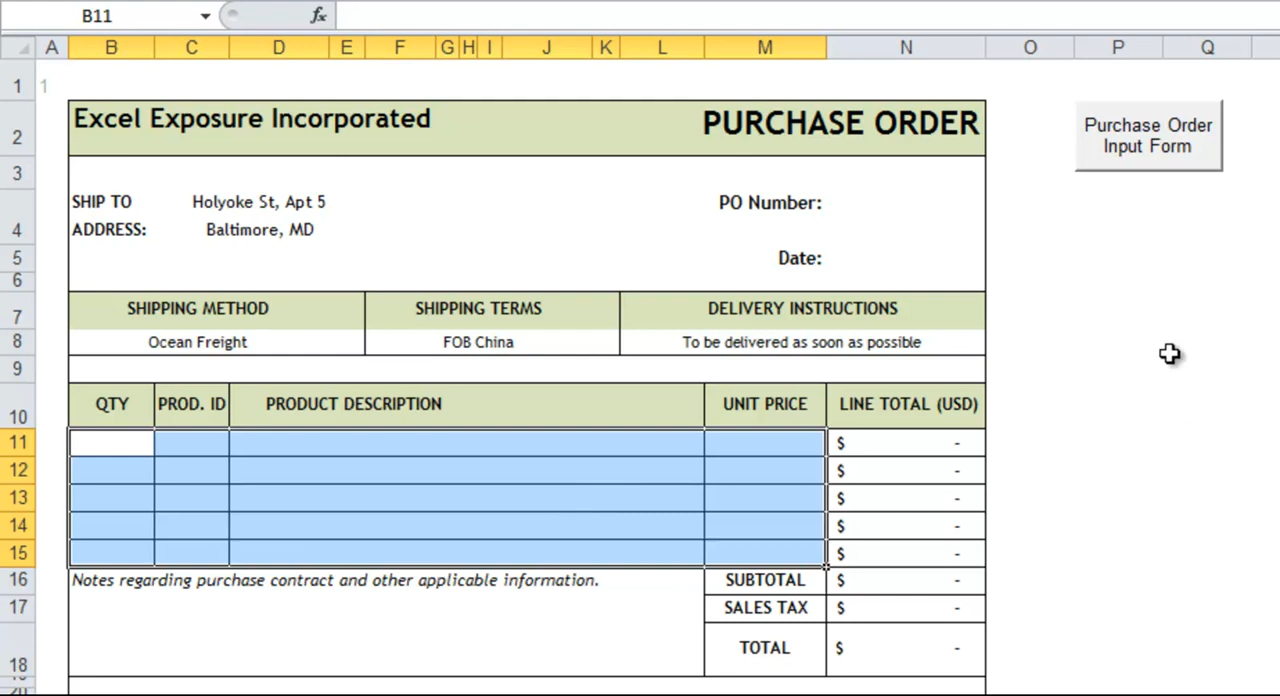 B11 fx
A B C D E F G H I J K L M N O P Q
1 1
2 Excel Exposure Incorporated PURCHASE ORDER
Purchase Order
Input Form
3
SHIP TO Holyoke St, Apt 5 PO Number:
4 ADDRESS: Baltimore, MD
5 Date:
6
7 SHIPPING METHOD SHIPPING TERMS DELIVERY INSTRUCTIONS
8 Ocean Freight FOB China To be delivered as soon as possible
9
10 QTY PROD. ID PRODUCT DESCRIPTION UNIT PRICE LINE TOTAL (USD)
11 $ -
12 $ -
13 $ -
14 $ -
15 $ -
16 Notes regarding purchase contract and other applicable information. SUBTOTAL $ -
17 SALES TAX $ -
18 TOTAL $ -